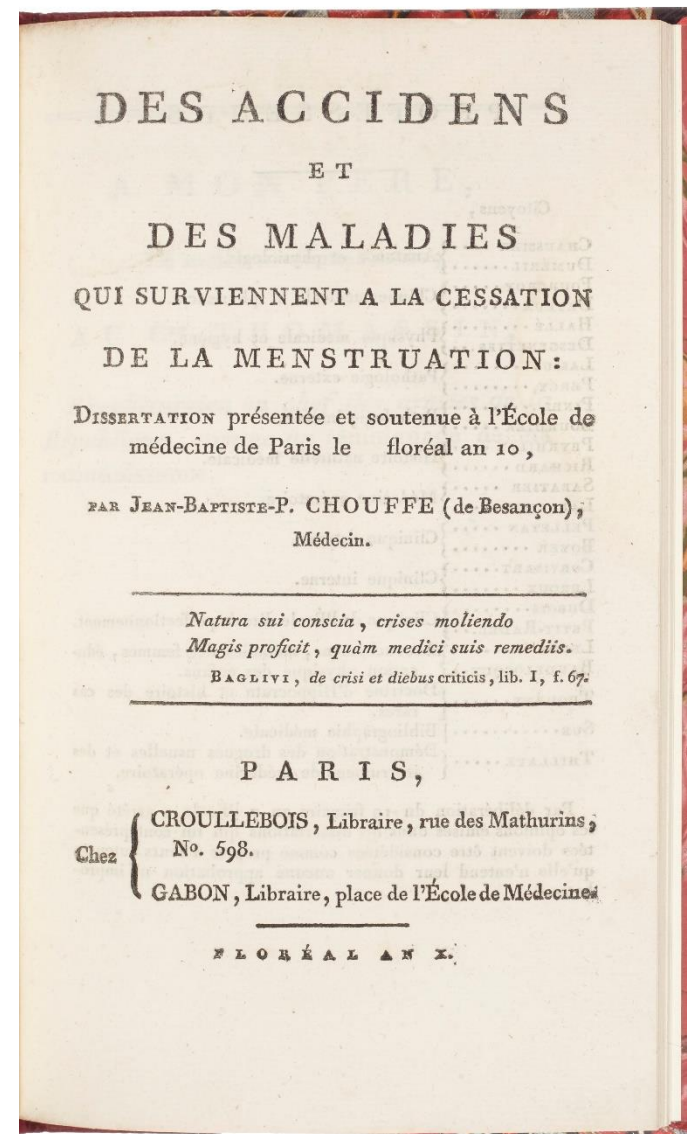 DES ACCIDENS
ET
DES MALADIES
QUI SURVIENNENT A LA CESSATION
DE LA MENSTRUATION:
DISSERTATION présentée et soutenue à l'École de
médecine de Paris le floréal an 10,
PAR JEAN-BAPTISTE-P. CHOUFFE (de Besançon),
Médecin.
Natura sui conscia, crises moliendo
Magis proficit, quàm medici suis remediis.
BAGLIVI, de crisi et diebus criticis, lib. I, f. 67.
PARIS,
Chez { CROULLEBOIS, Libraire, rue des Mathurins,
Nº. 598.
GABON, Libraire, place de l'École de Médecine.
FLORÉAL AN X.